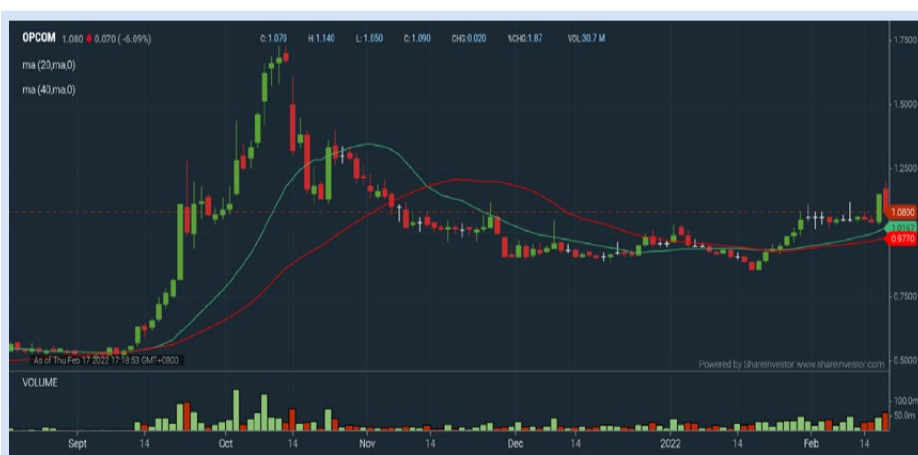 OPCOM 1.080 0.070 ( -6.09%) C: 1.070 H:1.140 L:1.050 C: 1.090 CHG:0.020 %CHG:1.87 VOL:30.7 M
ma (20,ma,0)
ma (40,ma,0)
1.7500
1.5000
1.2500
1.0800
0.9770
0.7500
0.5000
As of Thu Feb 17 2022 17:18:53 GMT+0800.
Powered by ShareInvestor www.shareinvestor.com
VOLUME
100.0m
50.0m
Sept 14 Oct 14 Nov 14 Dec 14 2022 14 Feb 14